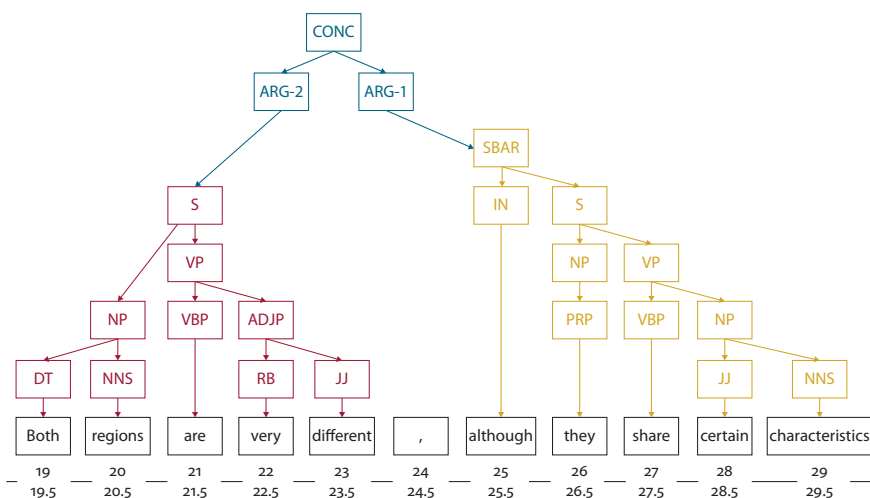 CONC
ARG-2 ARG-1
SBAR
S IN S
VP NP VP
NP VBP ADJP PRP VBP NP
DT NNS RB JJ JJ NNS
Both regions are very different , although they share certain characteristics
19 20 21 22 23 24 25 26 27 28 29
19.5 20.5 21.5 22.5 23.5 24.5 25.5 26.5 27.5 28.5 29.5